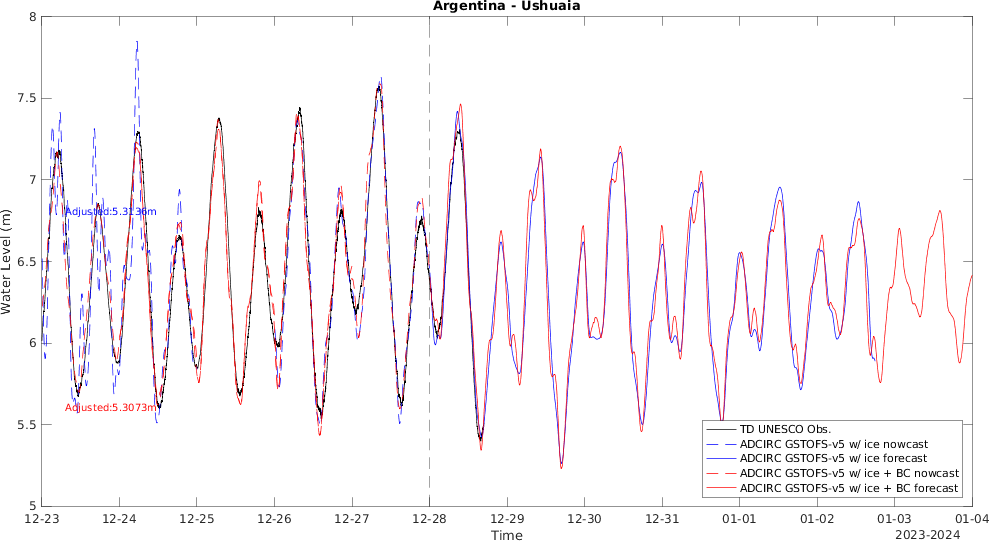 Argentina - Ushuaia
8
7.5
7
6.5
6
5.5
5
Water Level (m)
Adjusted:5.3136m
Adjusted:5.3073m
TD UNESCO Obs.
ADCIRC GSTOFS-v5 w/ ice nowcast
ADCIRC GSTOFS-v5 w/ ice forecast
ADCIRC GSTOFS-v5 w/ ice + BC nowcast
ADCIRC GSTOFS-v5 w/ ice + BC forecast
12-23 12-24 12-25 12-26 12-27 12-28 12-29 12-30 12-31 01-01 01-02 01-03 01-04
Time
2023-2024